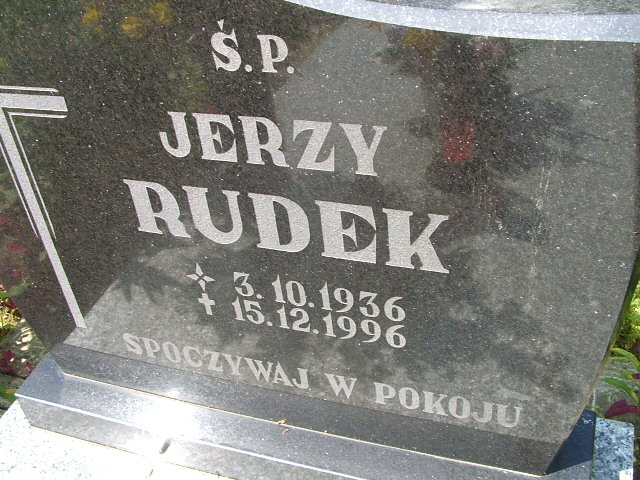 Ś.P.
JERZY
RUDEK
3.10.1936
15.12.1996
SPOCZYWAJ W POKOJU